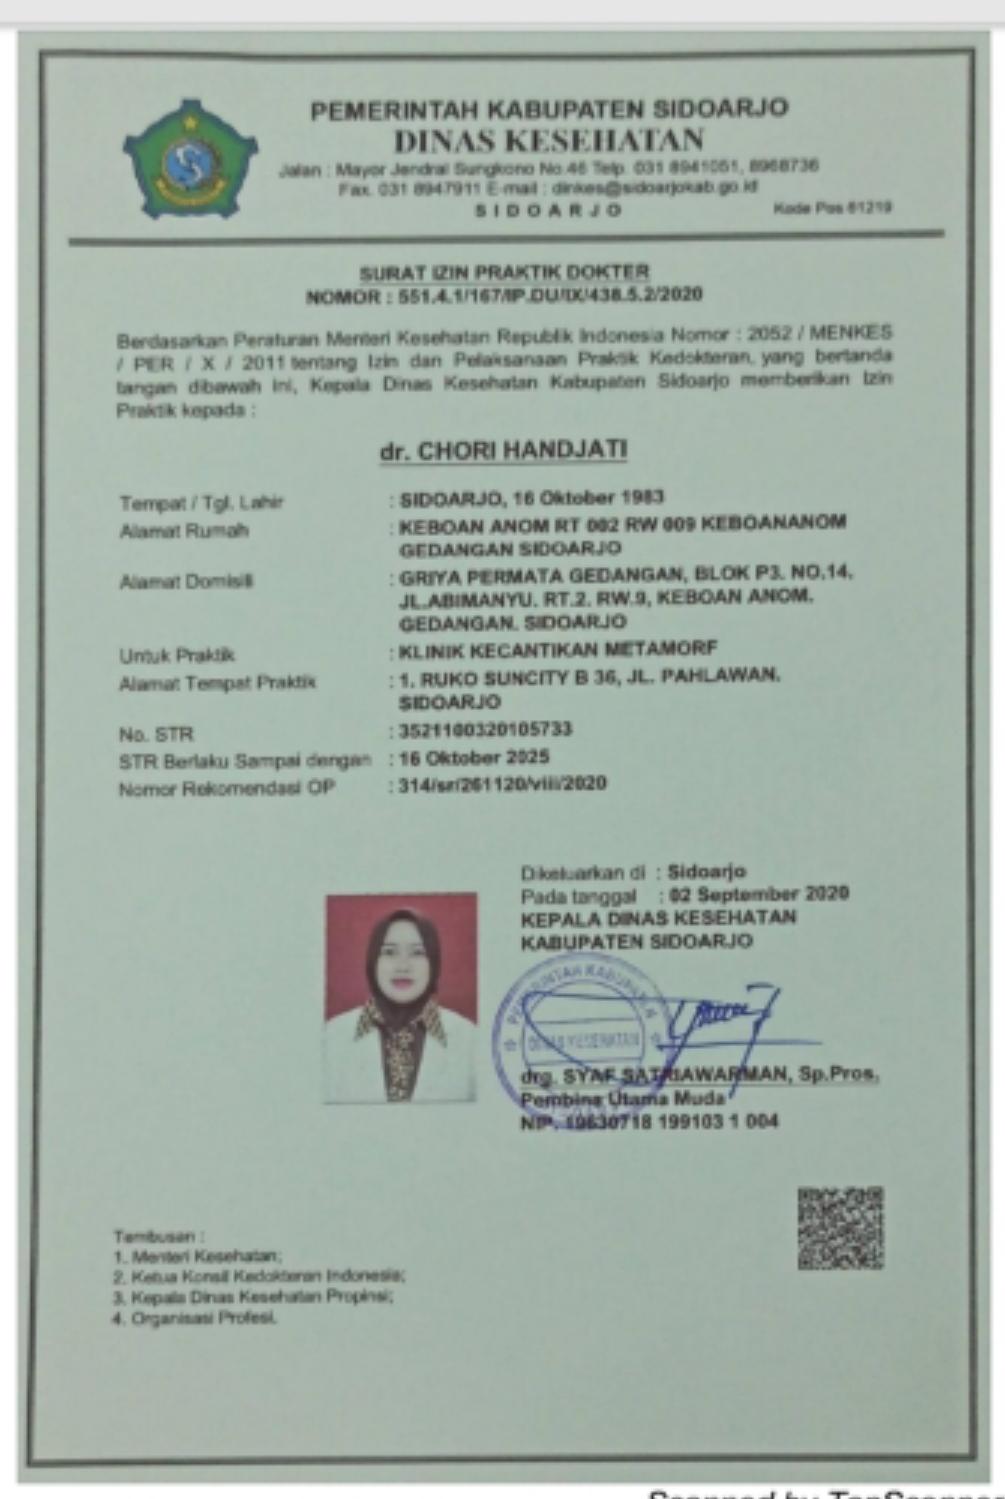 PEMERINTAH KABUPATEN SIDOARJO
DINAS KESEHATAN
Jalan : Mayor Jendral Sungkono No.46 Telp. 031 8941051, 8968736
Fax. 031 8947911 E-mail : dinkes@sidoarjokab.go.id
SIDOARJO
Kode Pos 61219
SURAT IZIN PRAKTIK DOKTER
NOMOR : 551.4.1/167/IP.DU/IX/438.5.2/2020
Berdasarkan Peraturan Menteri Kesehatan Republik Indonesia Nomor : 2052 / MENKES
/ PER / X / 2011 tentang Izin dan Pelaksanaan Praktik Kedokteran, yang bertanda
tangan dibawah ini, Kepala Dinas Kesehatan Kabupaten Sidoarjo memberikan Izin
Praktik kepada :
dr. CHORI HANDJATI
Tempat / Tgl. Lahir : SIDOARJO, 16 Oktober 1983
Alamat Rumah : KEBOAN ANOM RT 002 RW 009 KEBOANANOM
GEDANGAN SIDOARJO
Alamat Domisili : GRIYA PERMATA GEDANGAN, BLOK P3. NO.14.
JL.ABIMANYU. RT.2. RW.9, KEBOAN ANOM.
GEDANGAN. SIDOARJO
Untuk Praktik : KLINIK KECANTIKAN METAMORF
Alamat Tempat Praktik : 1. RUKO SUNCITY B 36, JL. PAHLAWAN.
SIDOARJO
No. STR : 3521100320105733
STR Berlaku Sampai dengan : 16 Oktober 2025
Nomor Rekomendasi OP : 314/sr/261120/viii/2020
Dikeluarkan di : Sidoarjo
Pada tanggal : 02 September 2020
KEPALA DINAS KESEHATAN
KABUPATEN SIDOARJO
PEMERINTAH KABUPATEN
DINAS KESEHATAN
drg. SYAF SATRIAWARMAN, Sp.Pros.
Pembina Utama Muda
NIP. 19630718 199103 1 004
Tembusan :
1. Menteri Kesehatan;
2. Ketua Konsil Kedokteran Indonesia;
3. Kepala Dinas Kesehatan Propinsi;
4. Organisasi Profesi.